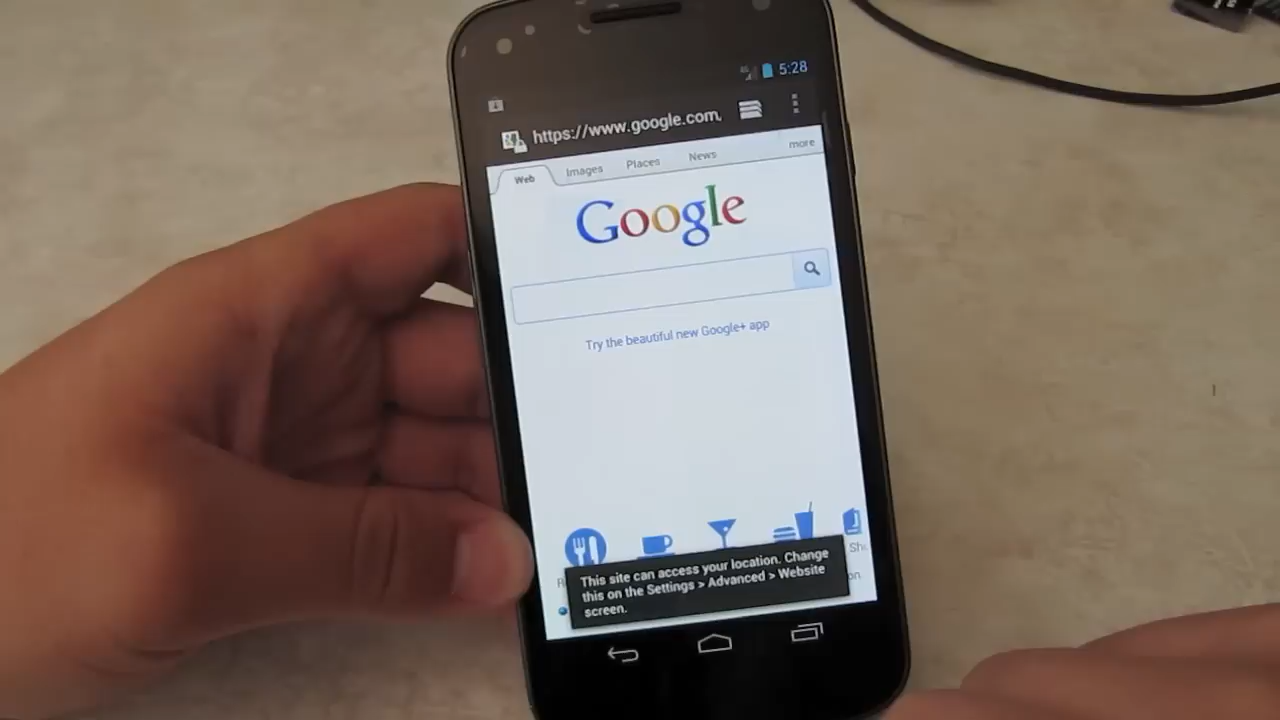 5:28
https://www.google.com,
Web Images Places News more
Google
Try the beautiful new Google+ app
This site can access your location. Change
this on the Settings > Advanced > Website
screen.